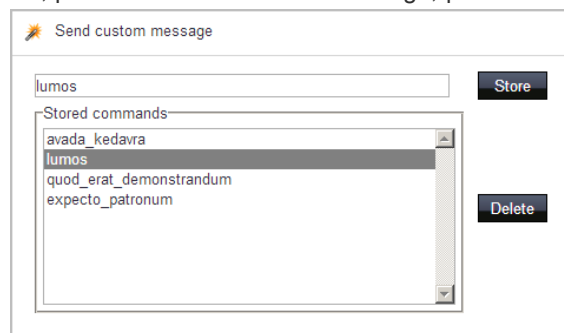 Send custom message
lumos
Store
Stored commands
avada_kedavra
lumos
quod_erat_demonstrandum
expecto_patronum
Delete